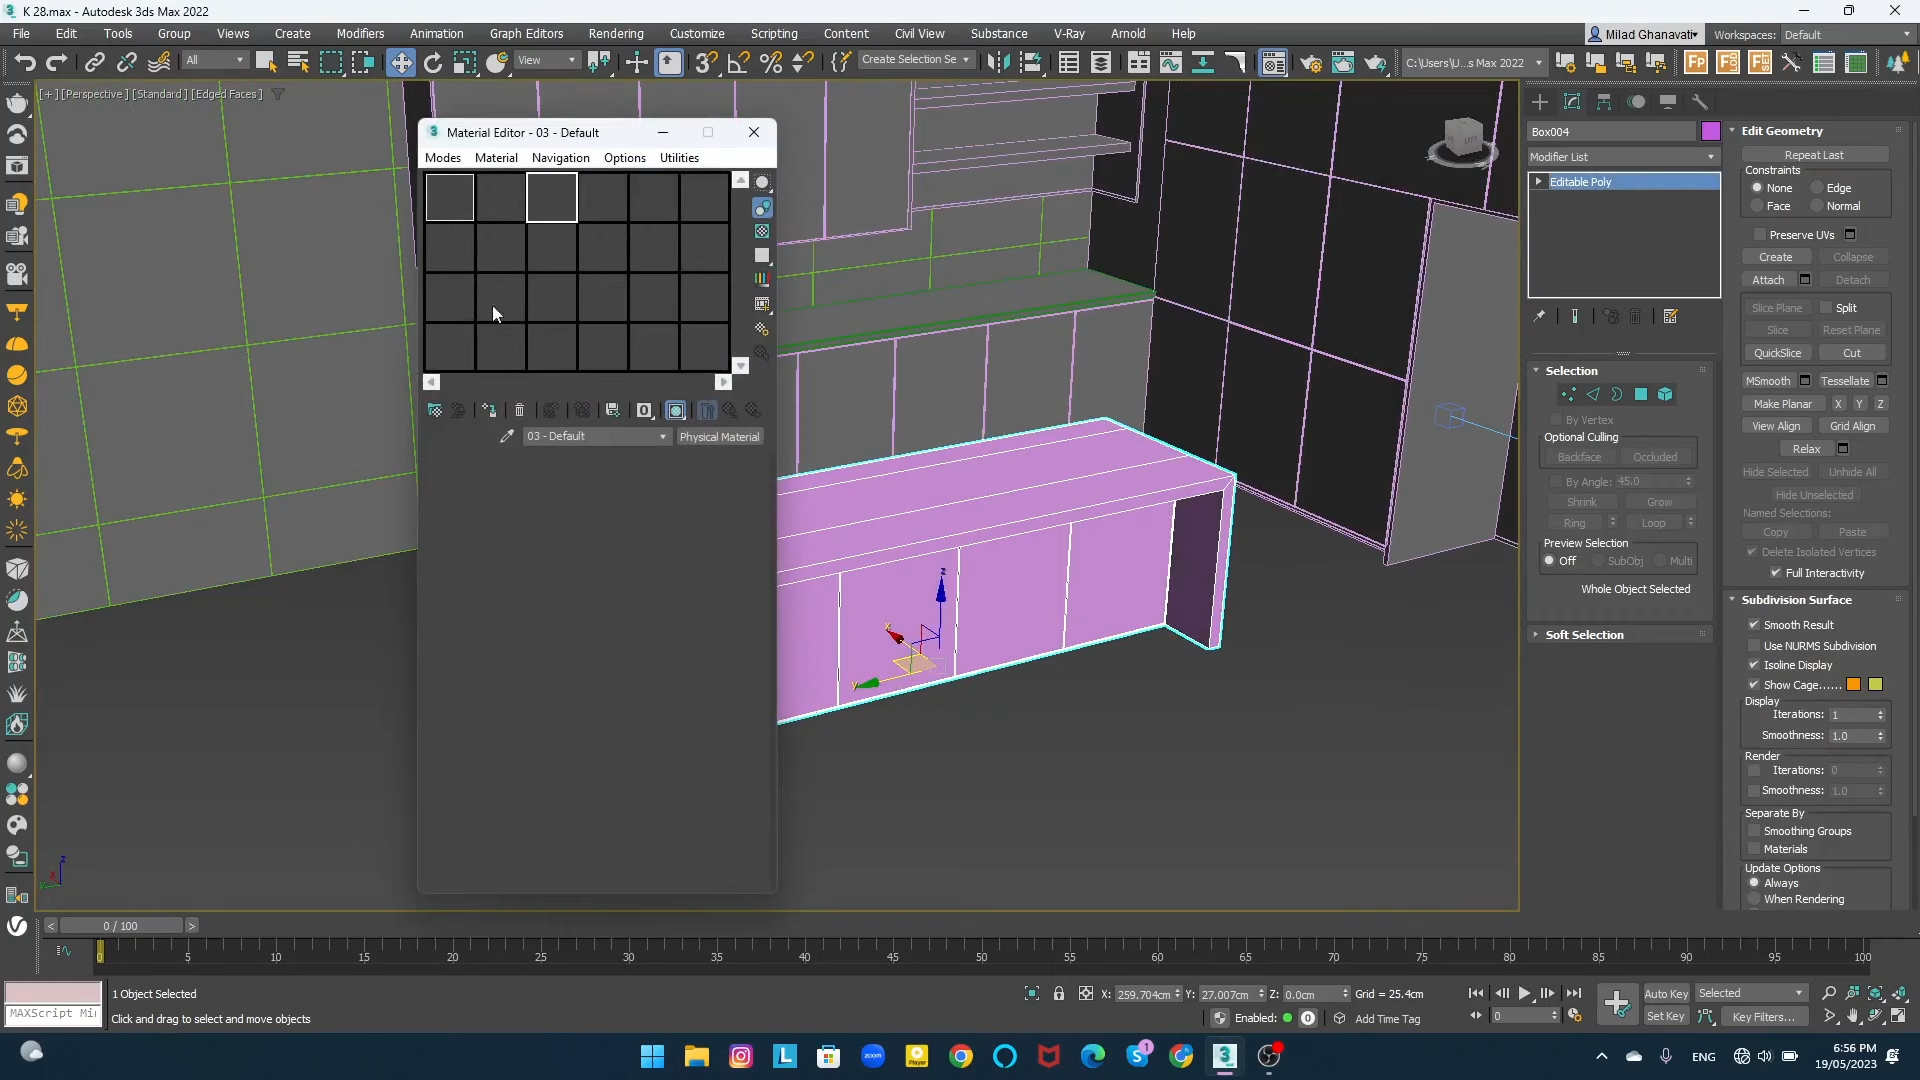 K 28.max - Autodesk 3ds Max 2022
File Edit Tools Group Views Create Modifiers Animation Graph Editors Rendering Customize Scripting Content Civil View Substance V-Ray Arnold Help
Milad Ghanavati Workspaces: Default
All View Create Selection Se C:\Users\U...s Max 2022
[+] [Perspective] [Standard] [Edged Faces]
Material Editor - 03 - Default
Modes Material Navigation Options Utilities
03 - Default Physical Material
Box004
Modifier List
Editable Poly
Selection
By Vertex
Optional Culling
Backface Occluded
By Angle: 45.0
Shrink Grow
Ring Loop
Preview Selection
Off SubObj Multi
Whole Object Selected
Soft Selection
Edit Geometry
Repeat Last
Constraints
None Edge
Face Normal
Preserve UVs
Create Collapse
Attach Detach
Slice Plane Split
Slice Reset Plane
QuickSlice Cut
MSmooth Tessellate
Make Planar X Y Z
View Align Grid Align
Relax
Hide Selected Unhide All
Hide Unselected
Named Selections:
Copy Paste
Delete Isolated Vertices
Full Interactivity
Subdivision Surface
Smooth Result
Use NURMS Subdivision
Isoline Display
Show Cage......
Display
Iterations: 1
Smoothness: 1.0
Render
Iterations: 0
Smoothness: 1.0
Separate By
Smoothing Groups
Materials
Update Options
Always
When Rendering
z
x
y
z
< 0 / 100 >
0 5 10 15 20 25 30 35 40 45 50 55 60 65 70 75 80 85 90 95 100
1 Object Selected
X: 259.704cm Y: 27.007cm Z: 0.0cm Grid = 25.4cm
Auto Key Selected
MAXScript Mi
Click and drag to select and move objects
Enabled: 0 Add Time Tag
0
Set Key Key Filters...
ENG
6:56 PM
19/05/2023